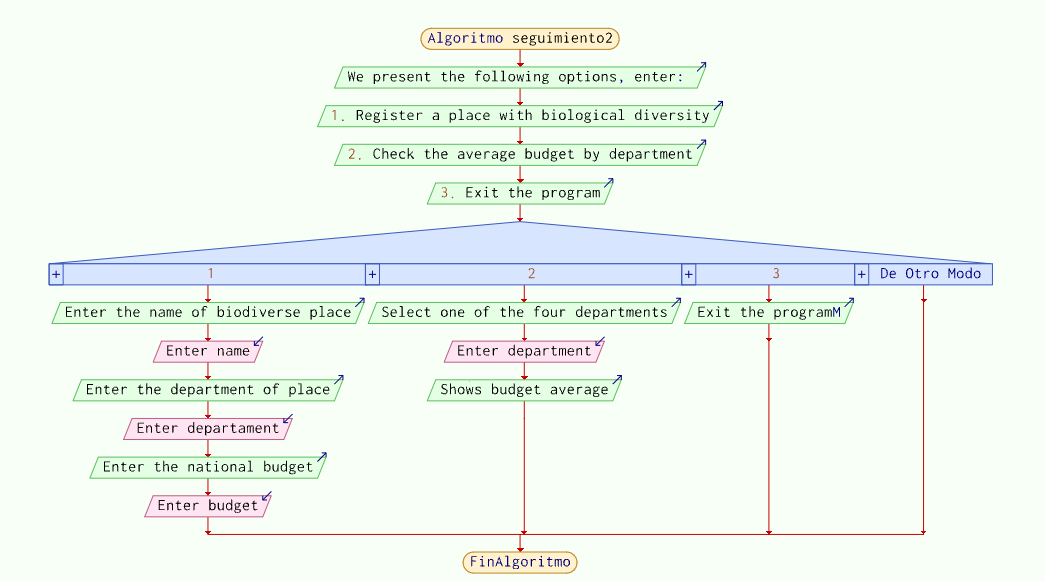 Algoritmo seguimiento2
We present the following options, enter:
1. Register a place with biological diversity
2. Check the average budget by department
3. Exit the program
+ 1 + 2 + 3 + De Otro Modo
Enter the name of biodiverse place Select one of the four departments Exit the programM
Enter name Enter department
Enter the department of place Shows budget average
Enter departament
Enter the national budget
Enter budget
FinAlgoritmo